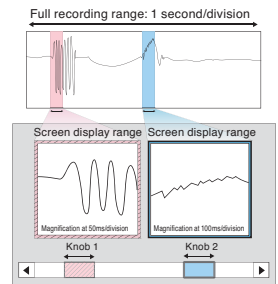 Full recording range: 1 second/division
Screen display range
Screen display range
Magnification at 50ms/division
Magnification at 100ms/division
Knob 1
Knob 2